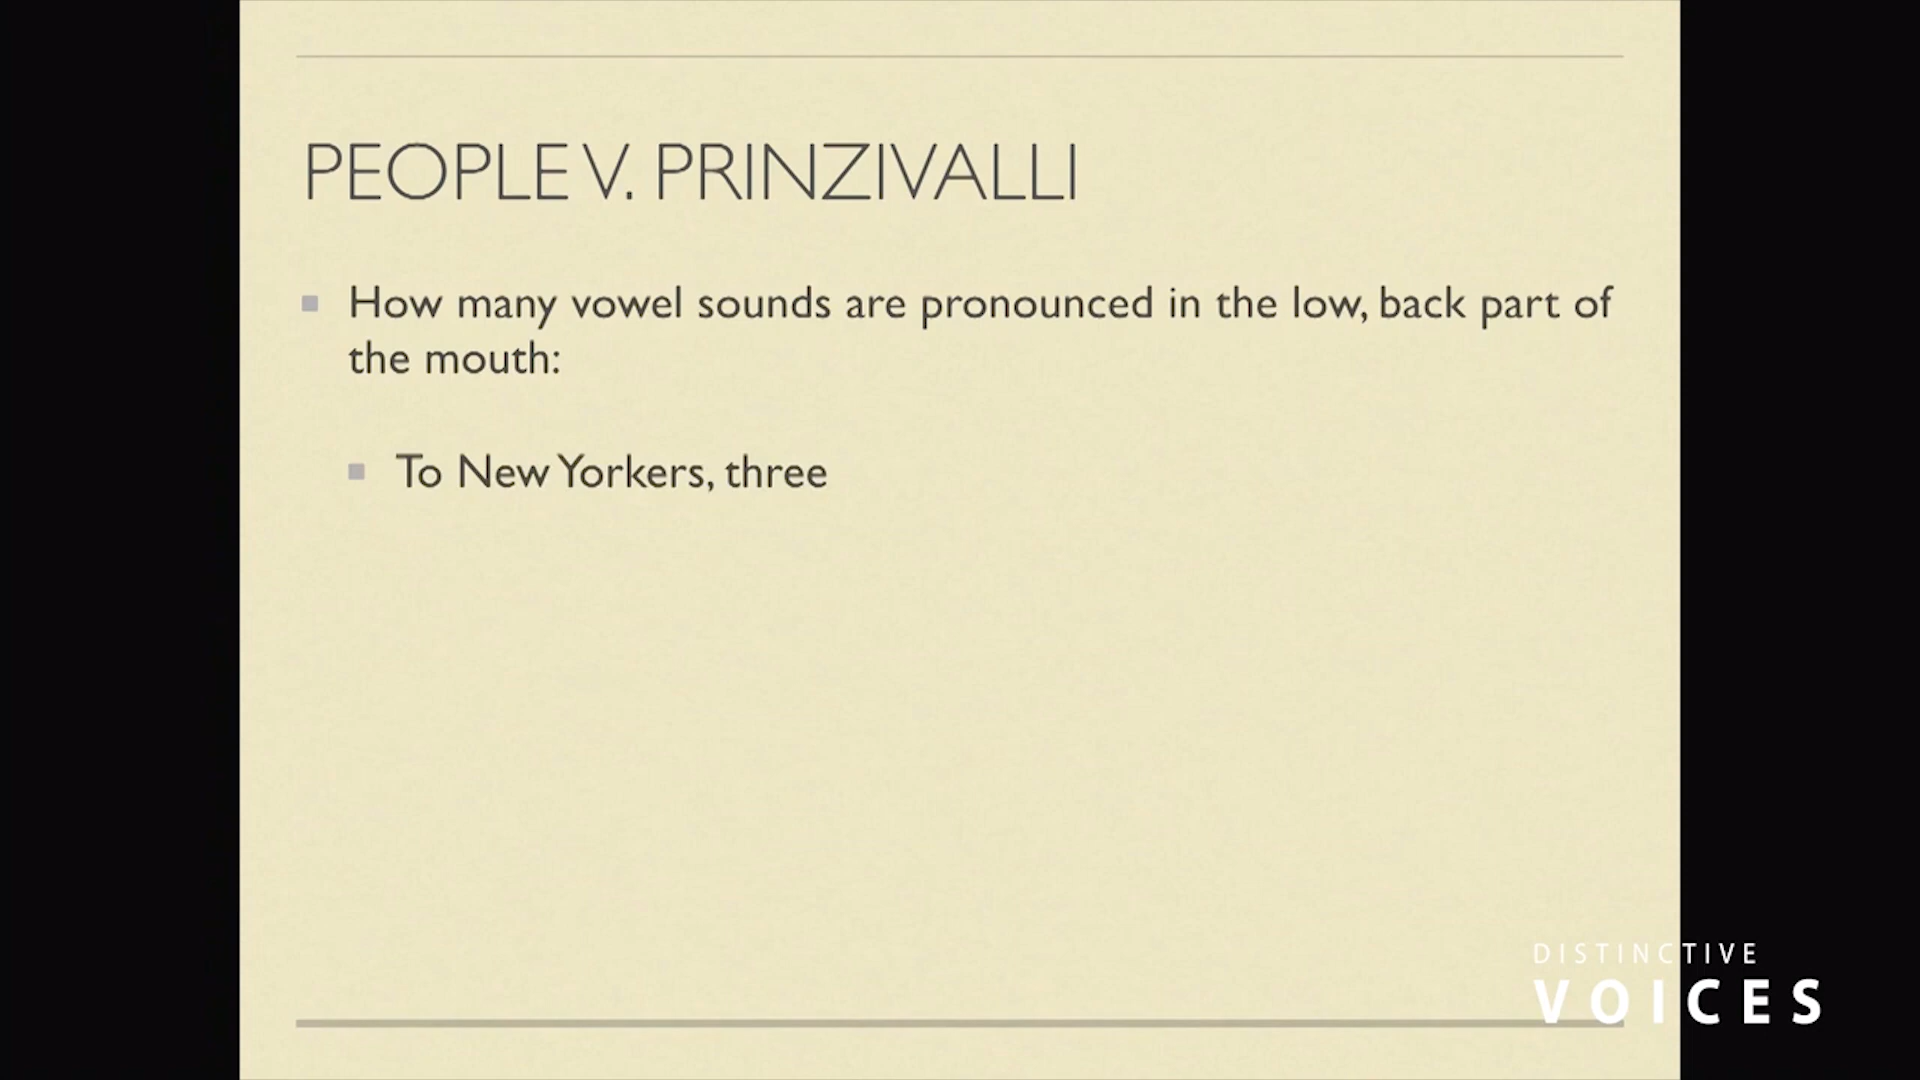 PEOPLE V. PRINZIVALLI
How many vowel sounds are pronounced in the low, back part of
the mouth:
To New Yorkers, three
DISTINCTIVE
VOICES